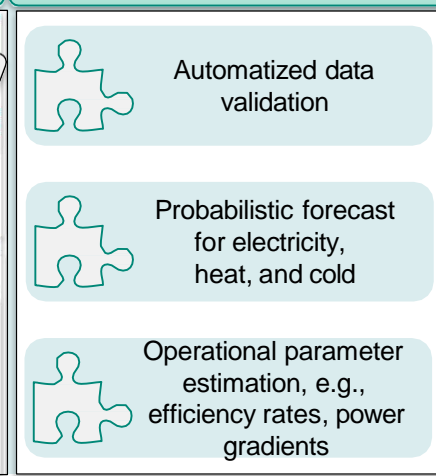 Automatized data
validation
Probabilistic forecast
for electricity,
heat, and cold
Operational parameter
estimation, e.g.,
efficiency rates, power
gradients